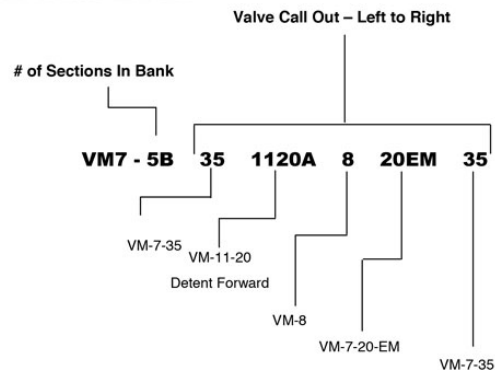 Valve Call Out – Left to Right
# of Sections In Bank
VM7 - 5B 35 1120A 8 20EM 35
VM-7-35
VM-11-20
Detent Forward
VM-8
VM-7-20-EM
VM-7-35